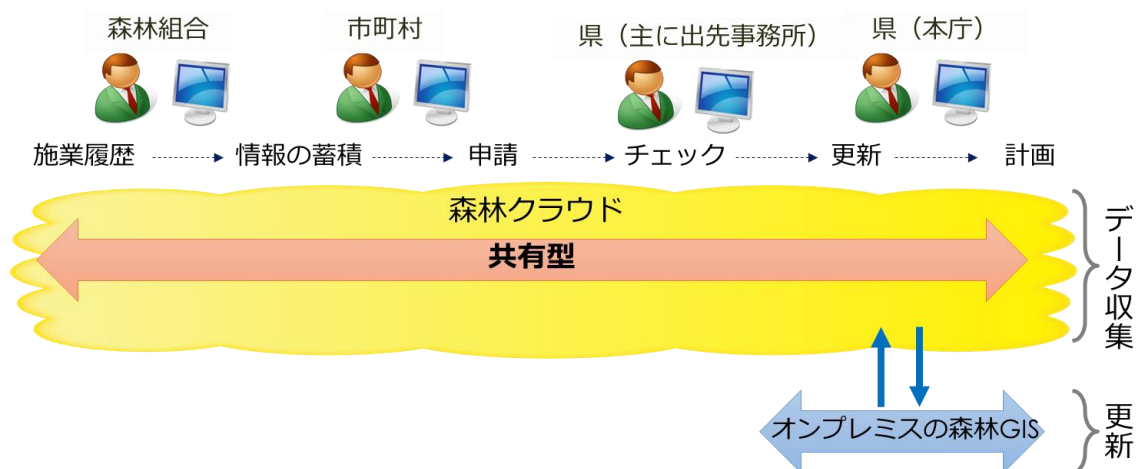 森林組合
市町村
県（主に出先事務所）
県（本庁）
施業履歴
情報の蓄積
申請
チェック
更新
計画
森林クラウド
共有型
データ収集
オンプレミスの森林GIS
更新